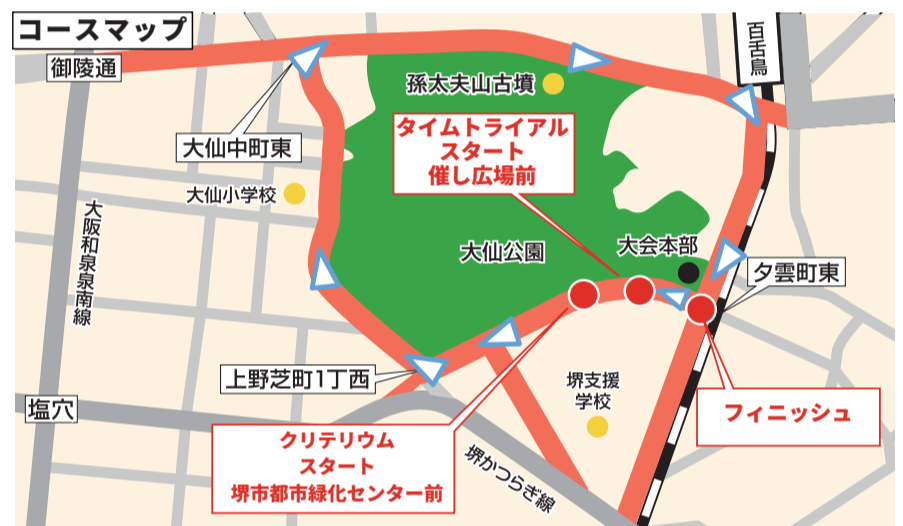 コースマップ
御陵通
百舌鳥
孫太夫山古墳
タイムトライアル
スタート
催し広場前
大仙中町東
大仙小学校
大阪和泉泉南線
大仙公園
大会本部
夕雲町東
上野芝町1丁西
堺支援
学校
塩穴
フィニッシュ
クリテリウム
スタート
堺市都市緑化センター前
堺かつらぎ線